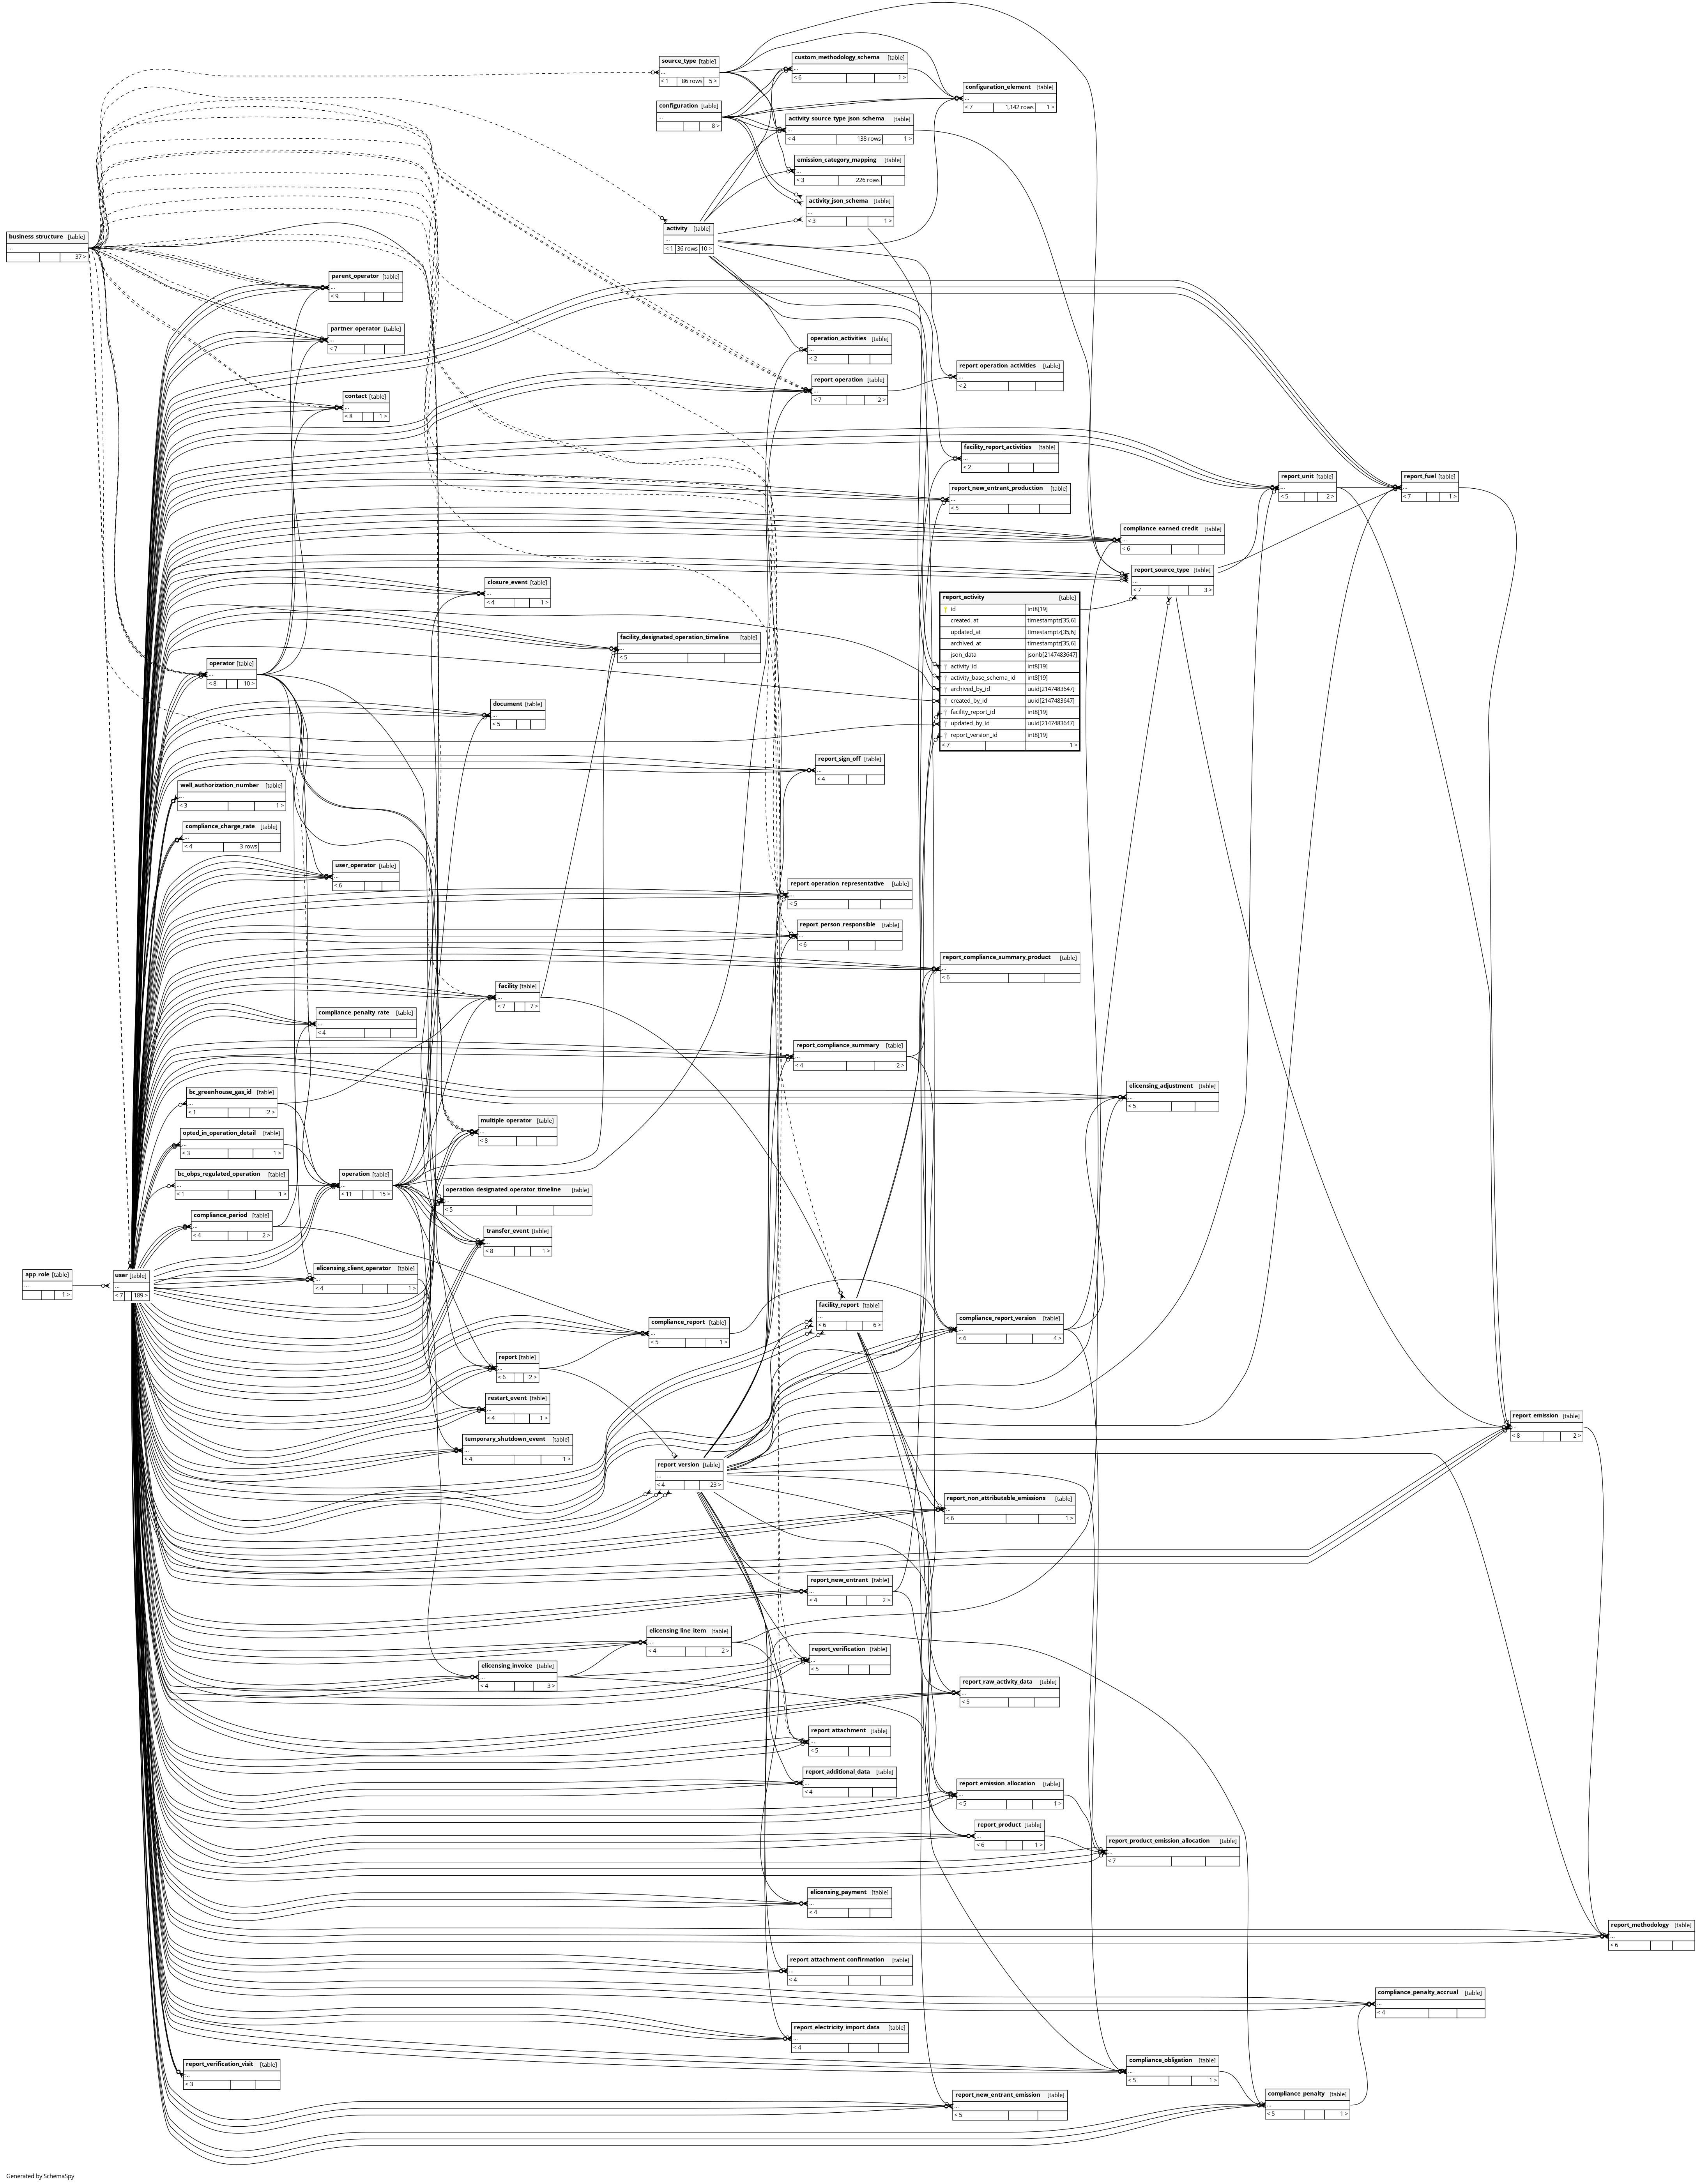 source_type [table]
...
< 1 86 rows 5 >
custom_methodology_schema [table]
...
< 6 1 >
configuration_element [table]
...
< 7 1,142 rows 1 >
configuration [table]
...
8 >
activity_source_type_json_schema [table]
...
< 4 138 rows 1 >
emission_category_mapping [table]
...
< 3 226 rows
activity_json_schema [table]
...
< 3 1 >
activity [table]
...
< 1 36 rows 10 >
business_structure [table]
...
37 >
parent_operator [table]
...
< 9
partner_operator [table]
...
< 7
operation_activities [table]
...
< 2
report_operation_activities [table]
...
< 2
report_operation [table]
...
< 7 2 >
contact [table]
...
< 8 1 >
facility_report_activities [table]
...
< 2
report_new_entrant_production [table]
...
< 5
report_unit [table]
...
< 5 2 >
report_fuel [table]
...
< 7 1 >
compliance_earned_credit [table]
...
< 6
report_source_type [table]
...
< 7 3 >
closure_event [table]
...
< 4 1 >
report_activity [table]
id int8[19]
created_at timestamptz[35,6]
updated_at timestamptz[35,6]
archived_at timestamptz[35,6]
json_data jsonb[2147483647]
activity_id int8[19]
activity_base_schema_id int8[19]
archived_by_id uuid[2147483647]
created_by_id uuid[2147483647]
facility_report_id int8[19]
updated_by_id uuid[2147483647]
report_version_id int8[19]
< 7 1 >
facility_designated_operation_timeline [table]
...
< 5
operator [table]
...
< 8 10 >
document [table]
...
< 5
report_sign_off [table]
...
< 4
well_authorization_number [table]
...
< 3 1 >
compliance_charge_rate [table]
...
< 4 3 rows
user_operator [table]
...
< 6
report_operation_representative [table]
...
< 5
report_person_responsible [table]
...
< 6
report_compliance_summary_product [table]
...
< 6
facility [table]
...
< 7 7 >
compliance_penalty_rate [table]
...
< 4
report_compliance_summary [table]
...
< 4 2 >
elicensing_adjustment [table]
...
< 5
bc_greenhouse_gas_id [table]
...
< 1 2 >
multiple_operator [table]
...
< 8
opted_in_operation_detail [table]
...
< 3 1 >
bc_obps_regulated_operation [table]
...
< 1 1 >
operation [table]
...
< 11 15 >
operation_designated_operator_timeline [table]
...
< 5
compliance_period [table]
...
< 4 2 >
transfer_event [table]
...
< 8 1 >
app_role [table]
...
1 >
user [table]
...
< 7 189 >
elicensing_client_operator [table]
...
< 4 1 >
facility_report [table]
...
< 6 6 >
compliance_report [table]
...
< 5 1 >
compliance_report_version [table]
...
< 6 4 >
report [table]
...
< 6 2 >
restart_event [table]
...
< 4 1 >
report_emission [table]
...
< 8 2 >
temporary_shutdown_event [table]
...
< 4 1 >
report_version [table]
...
< 4 23 >
report_non_attributable_emissions [table]
...
< 6 1 >
report_new_entrant [table]
...
< 4 2 >
elicensing_line_item [table]
...
< 4 2 >
report_verification [table]
...
< 5
elicensing_invoice [table]
...
< 4 3 >
report_raw_activity_data [table]
...
< 5
report_attachment [table]
...
< 5
report_additional_data [table]
...
< 4
report_emission_allocation [table]
...
< 5 1 >
report_product [table]
...
< 6 1 >
report_product_emission_allocation [table]
...
< 7
elicensing_payment [table]
...
< 4
report_methodology [table]
...
< 6
report_attachment_confirmation [table]
...
< 4
compliance_penalty_accrual [table]
...
< 4
report_electricity_import_data [table]
...
< 4
report_verification_visit [table]
...
< 3
compliance_obligation [table]
...
< 5 1 >
report_new_entrant_emission [table]
...
< 5
compliance_penalty [table]
...
< 5 1 >
Generated by SchemaSpy